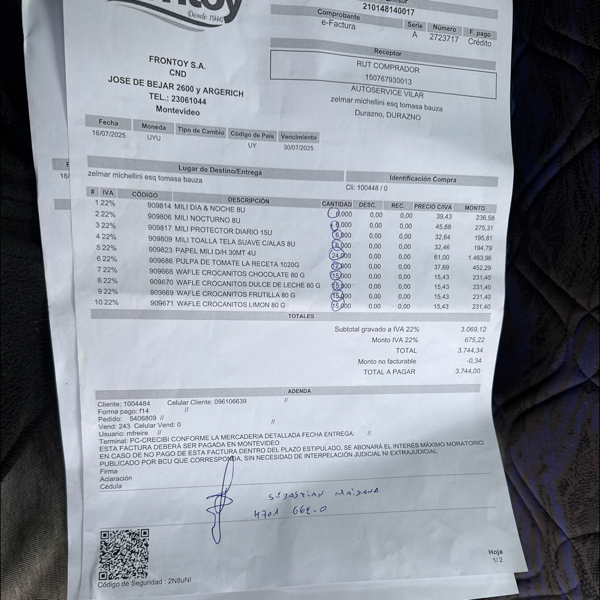 Desde 1940
210148140017
Comprobante Serie Número F. pago
e-Factura A 2723717 Crédito
Receptor
RUT COMPRADOR
150767930013
AUTOSERVICE VILAR
zelmar michellini esq tomasa bauza
Durazno, DURAZNO
FRONTOY S.A.
CND
JOSE DE BEJAR 2600 y ARGERICH
TEL.: 23061044
Montevideo
Fecha Moneda Tipo de Cambio Código de País Vencimiento
16/07/2025 UYU UY 30/07/2025
Lugar de Destino/Entrega Identificación Compra
zelmar michellini esq tomasa bauza Cli: 100448 / 0
# IVA CÓDIGO DESCRIPCIÓN CANTIDAD DESC. REC. PRECIO C/IVA MONTO
1 22% 909814 MILI DIA & NOCHE 8U 6,000 0,00 0,00 39,43 236,58
2 22% 909806 MILI NOCTURNO 8U 6,000 0,00 0,00 45,88 275,31
3 22% 909817 MILI PROTECTOR DIARIO 15U 6,000 0,00 0,00 32,64 195,81
4 22% 909809 MILI TOALLA TELA SUAVE C/ALAS 8U 6,000 0,00 0,00 32,46 194,79
5 22% 909823 PAPEL MILI D/H 30MT 4U 24,000 0,00 0,00 61,00 1.463,96
6 22% 909686 PULPA DE TOMATE LA RECETA 1020G 12,000 0,00 0,00 37,69 452,29
7 22% 909668 WAFLE CROCANITOS CHOCOLATE 80 G 15,000 0,00 0,00 15,43 231,40
8 22% 909670 WAFLE CROCANITOS DULCE DE LECHE 80 G 15,000 0,00 0,00 15,43 231,40
9 22% 909669 WAFLE CROCANITOS FRUTILLA 80 G 15,000 0,00 0,00 15,43 231,40
10 22% 909671 WAFLE CROCANITOS LIMON 80 G 15,000 0,00 0,00 15,43 231,40
TOTALES
Subtotal gravado a IVA 22% 3.069,12
Monto IVA 22% 675,22
TOTAL 3.744,34
Monto no facturable -0,34
TOTAL A PAGAR 3.744,00
ADENDA
Cliente: 1004484 Celular Cliente: 096106639 //
Forma pago: f14 //
Pedido: 5406809 //
Vend: 243 Celular Vend: 0 //
Usuario: mfreire //
Terminal: PC-CRECIBI CONFORME LA MERCADERIA DETALLADA FECHA ENTREGA: //
ESTA FACTURA DEBERÁ SER PAGADA EN MONTEVIDEO
EN CASO DE NO PAGO DE ESTA FACTURA DENTRO DEL PLAZO ESTIPULADO, SE ABONARÁ EL INTERÉS MÁXIMO MORATORIO
PUBLICADO POR BCU QUE CORRESPONDA, SIN NECESIDAD DE INTERPELACIÓN JUDICIAL NI EXTRAJUDICIAL
Firma
Aclaración
Cédula
SEBASTIAN MAIDANA
4701 662-0
Código de Seguridad : 2N8uNI
Hoja
1/2